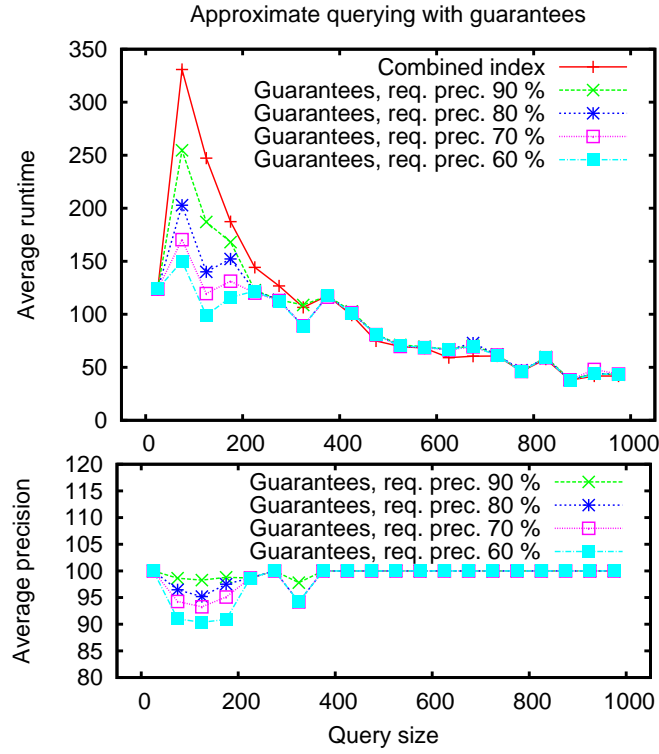 Approximate querying with guarantees
Average runtime
350
300
250
200
150
100
50
0
Combined index
Guarantees, req. prec. 90 %
Guarantees, req. prec. 80 %
Guarantees, req. prec. 70 %
Guarantees, req. prec. 60 %
0 200 400 600 800 1000
Average precision
120
115
110
105
100
95
90
85
80
Guarantees, req. prec. 90 %
Guarantees, req. prec. 80 %
Guarantees, req. prec. 70 %
Guarantees, req. prec. 60 %
0 200 400 600 800 1000
Query size